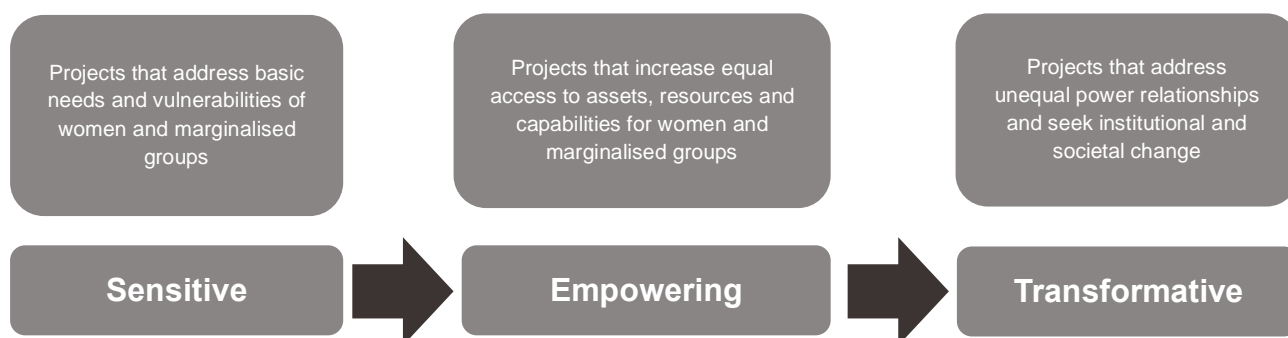 Projects that address basic
needs and vulnerabilities of
women and marginalised
groups
Projects that increase equal
access to assets, resources and
capabilities for women and
marginalised groups
Projects that address
unequal power relationships
and seek institutional and
societal change
Sensitive
Empowering
Transformative